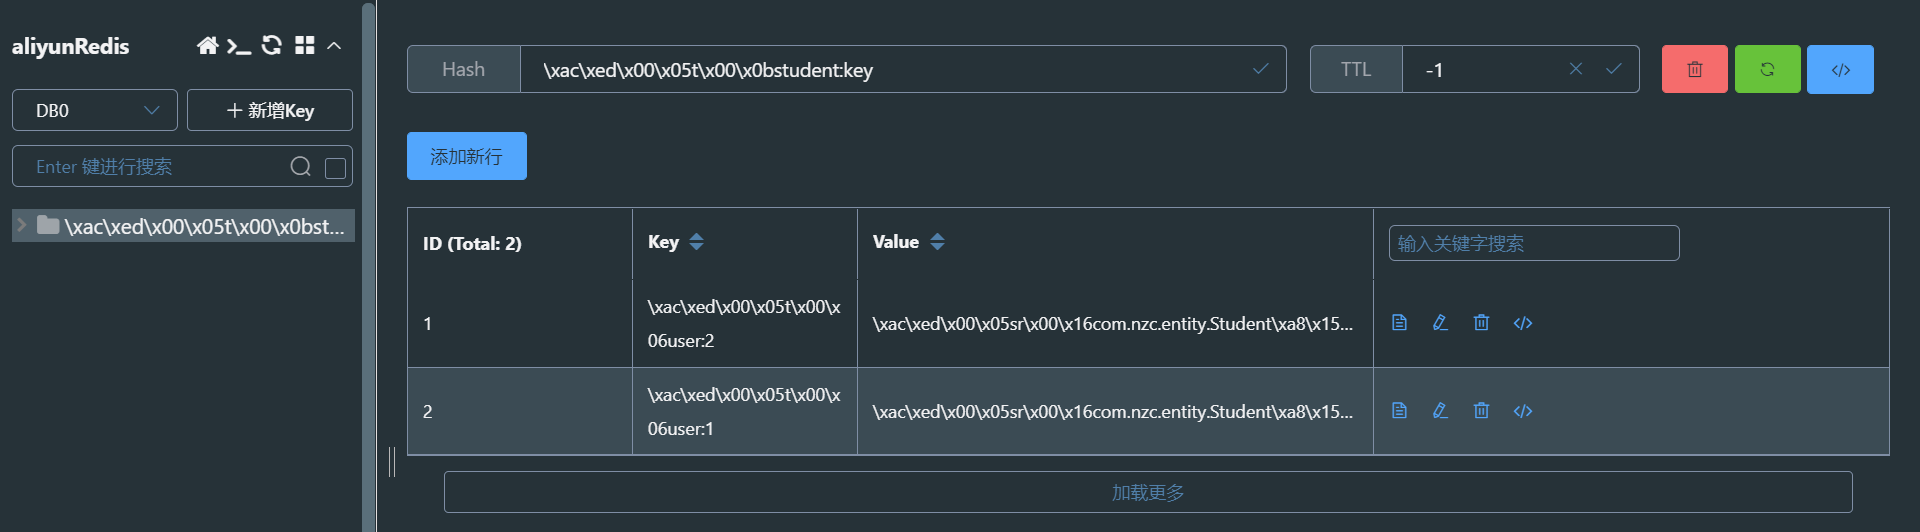 aliyunRedis
DB0
新增Key
Enter 键进行搜索
\xac\xed\x00\x05t\x00\x0bst...
Hash
\xac\xed\x00\x05t\x00\x0bstudent:key
TTL
-1
添加新行
ID (Total: 2)
Key
Value
输入关键字搜索
1
\xac\xed\x00\x05t\x00\x
06user:2
\xac\xed\x00\x05sr\x00\x16com.nzc.entity.Student\xa8\x15...
2
\xac\xed\x00\x05t\x00\x
06user:1
\xac\xed\x00\x05sr\x00\x16com.nzc.entity.Student\xa8\x15...
加载更多